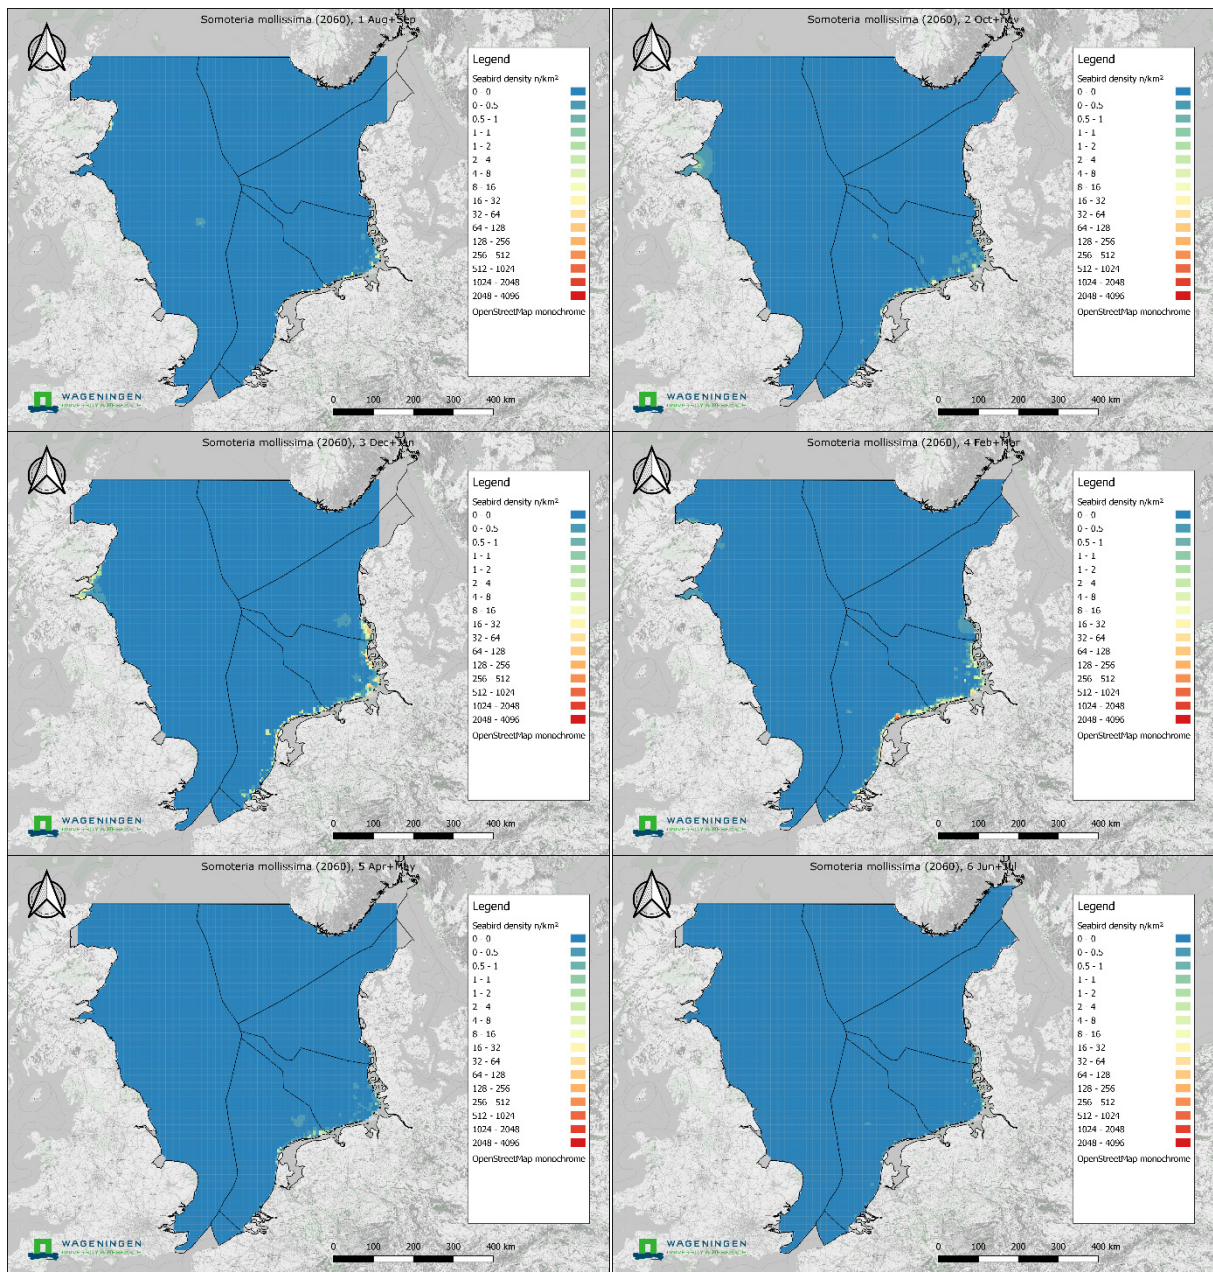 Somoteria mollissima (2060), 1 Aug+Sep
Legend
Seabird density n/km²
0 - 0
0 - 0.5
0.5 - 1
1 - 1
1 - 2
2 4
4 - 8
8 - 16
16 - 32
32 - 64
64 - 128
128 - 256
256 512
512 - 1024
1024 - 2048
2048 - 4096
OpenStreetMap monochrome
WAGENINGEN
UNIVERSITY & RESEARCH
0 100 200 300 400 km
Somoteria mollissima (2060), 2 Oct+Nov
Legend
Seabird density n/km²
0 - 0
0 - 0.5
0.5 - 1
1 - 1
1 - 2
2 4
4 - 8
8 - 16
16 - 32
32 - 64
64 - 128
128 - 256
256 512
512 - 1024
1024 - 2048
2048 - 4096
OpenStreetMap monochrome
WAGENINGEN
UNIVERSITY & RESEARCH
0 100 200 300 400 km
Somoteria mollissima (2060), 3 Dec+Jan
Legend
Seabird density n/km²
0 - 0
0 - 0.5
0.5 - 1
1 - 1
1 - 2
2 4
4 - 8
8 - 16
16 - 32
32 - 64
64 - 128
128 - 256
256 512
512 - 1024
1024 - 2048
2048 - 4096
OpenStreetMap monochrome
WAGENINGEN
UNIVERSITY & RESEARCH
0 100 200 300 400 km
Somoteria mollissima (2060), 4 Feb+Mar
Legend
Seabird density n/km²
0 - 0
0 - 0.5
0.5 - 1
1 - 1
1 - 2
2 4
4 - 8
8 - 16
16 - 32
32 - 64
64 - 128
128 - 256
256 512
512 - 1024
1024 - 2048
2048 - 4096
OpenStreetMap monochrome
WAGENINGEN
UNIVERSITY & RESEARCH
0 100 200 300 400 km
Somoteria mollissima (2060), 5 Apr+May
Legend
Seabird density n/km²
0 - 0
0 - 0.5
0.5 - 1
1 - 1
1 - 2
2 4
4 - 8
8 - 16
16 - 32
32 - 64
64 - 128
128 - 256
256 512
512 - 1024
1024 - 2048
2048 - 4096
OpenStreetMap monochrome
WAGENINGEN
UNIVERSITY & RESEARCH
0 100 200 300 400 km
Somoteria mollissima (2060), 6 Jun+Jul
Legend
Seabird density n/km²
0 - 0
0 - 0.5
0.5 - 1
1 - 1
1 - 2
2 4
4 - 8
8 - 16
16 - 32
32 - 64
64 - 128
128 - 256
256 512
512 - 1024
1024 - 2048
2048 - 4096
OpenStreetMap monochrome
WAGENINGEN
UNIVERSITY & RESEARCH
0 100 200 300 400 km